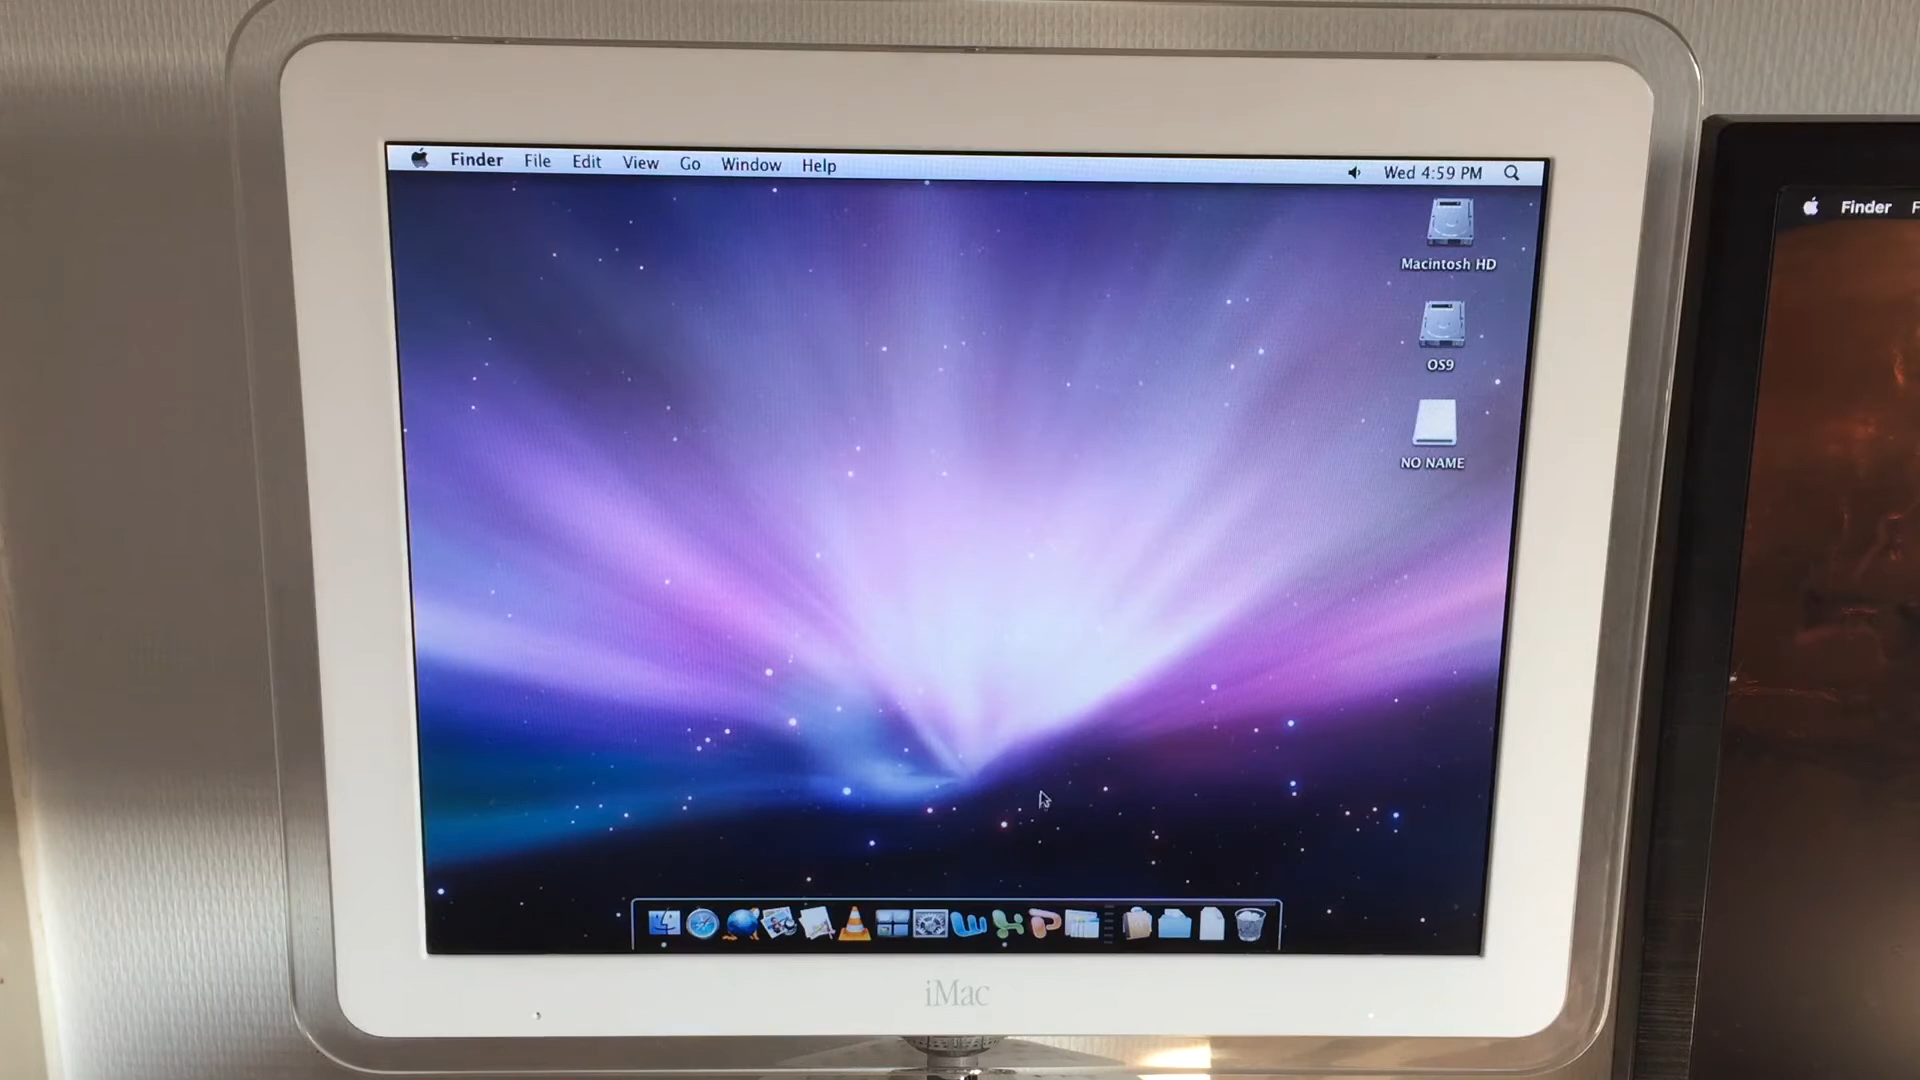 Finder File Edit View Go Window Help Wed 4:59 PM
Finder F
Macintosh HD
OS9
NO NAME
iMac